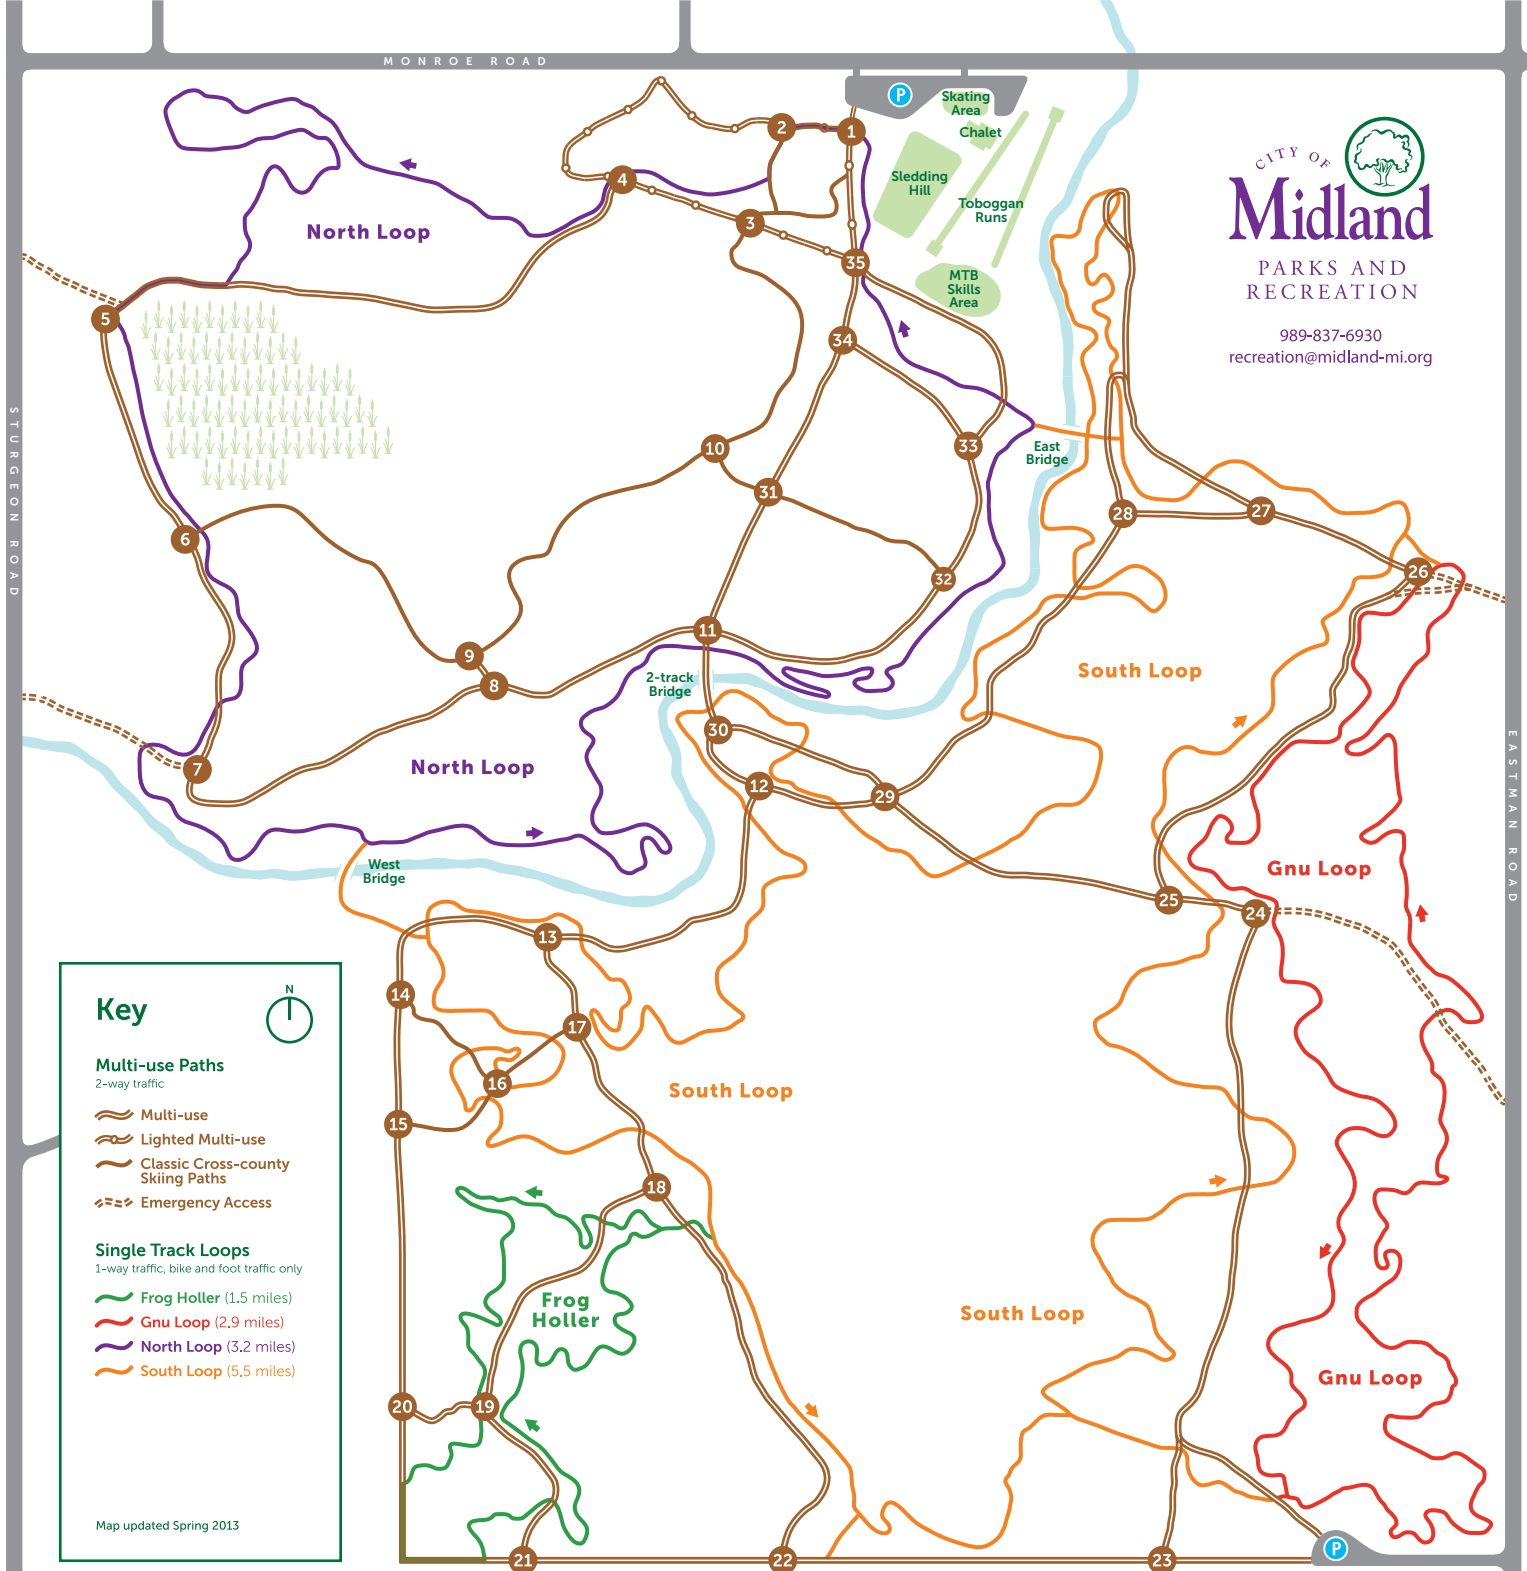 MONROE ROAD
P
Skating
Area
Chalet
Sledding
Hill
Toboggan
Runs
MTB
Skills
Area
CITY OF
Midland
PARKS AND
RECREATION
989-837-6930
recreation@midland-mi.org
2
1
4
3
35
North Loop
5
34
STURGEON ROAD
10
33
East
Bridge
31
28
27
6
32
26
11
9
8
2-track
Bridge
South Loop
30
7
North Loop
12
29
EASTMAN ROAD
West
Bridge
Gnu Loop
25
24
13
14
17
16
South Loop
15
18
Frog
Holler
South Loop
Gnu Loop
20
19
21
22
23
P
Key
N
Multi-use Paths
2-way traffic
Multi-use
Lighted Multi-use
Classic Cross-county
Skiing Paths
Emergency Access
Single Track Loops
1-way traffic, bike and foot traffic only
Frog Holler (1.5 miles)
Gnu Loop (2.9 miles)
North Loop (3.2 miles)
South Loop (5.5 miles)
Map updated Spring 2013